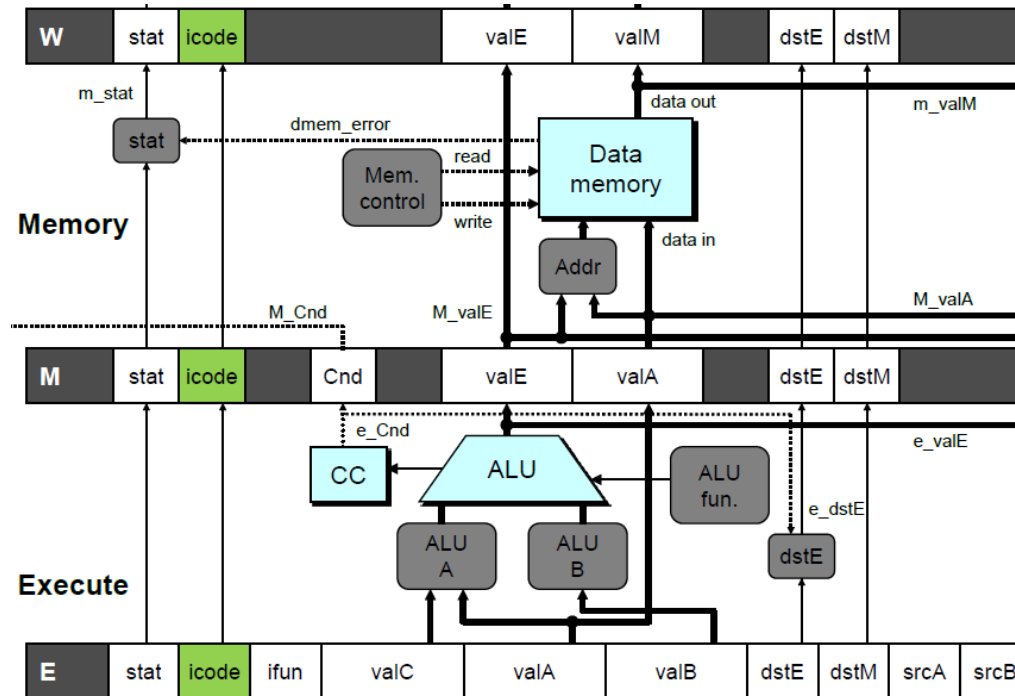 W stat icode valE valM dstE dstM
m_stat
data out
m_valM
dmem_error
stat
read
Data
memory
Mem.
control
write
Memory
data in
Addr
M_Cnd
M_valE
M_valA
M stat icode Cnd valE valA dstE dstM
e_Cnd
e_valE
CC
ALU
ALU
fun.
e_dstE
ALU
A
ALU
B
dstE
Execute
E stat icode ifun valC valA valB dstE dstM srcA srcB